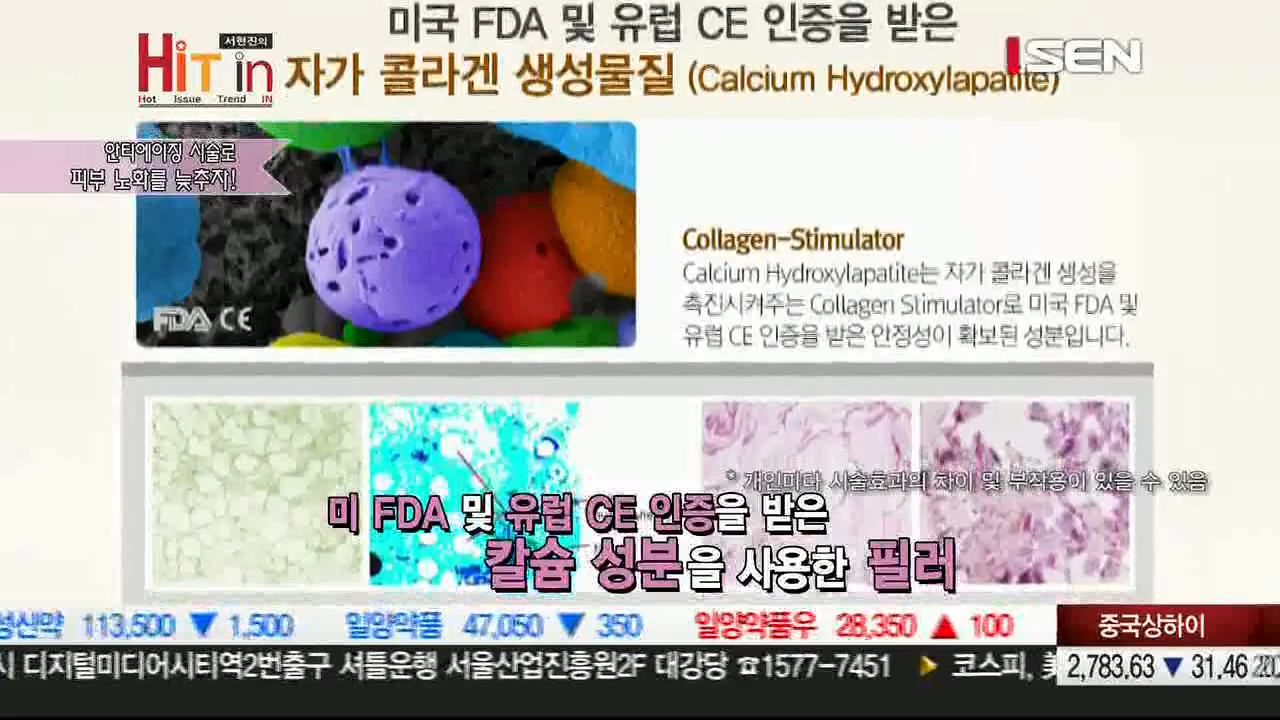 미국 FDA 및 유럽 CE 인증을 받은
자가 콜라겐 생성물질 (Calcium Hydroxylapatite)
서현진의
HiT in
Hot Issue Trend IN
SEN
안티에이징 시술로
피부 노화를 늦추자!
FDA CE
Collagen-Stimulator
Calcium Hydroxylapatite는 자가 콜라겐 생성을
촉진시켜주는 Collagen Stimulator로 미국 FDA 및
유럽 CE 인증을 받은 안정성이 확보된 성분입니다.
* 개인마다 시술효과의 차이 및 부작용이 있을 수 있음
미 FDA 및 유럽 CE 인증을 받은
칼슘 성분을 사용한 필러
성신약 113,500 ▼ 1,500 일양약품 47,050 ▼ 350 일양약품우 28,350 ▲ 100
중국상하이
시 디지털미디어시티역2번출구 셔틀운행 서울산업진흥원2F 대강당 ☎1577-7451 ▶ 코스피,
2,783.63 ▼ 31.46